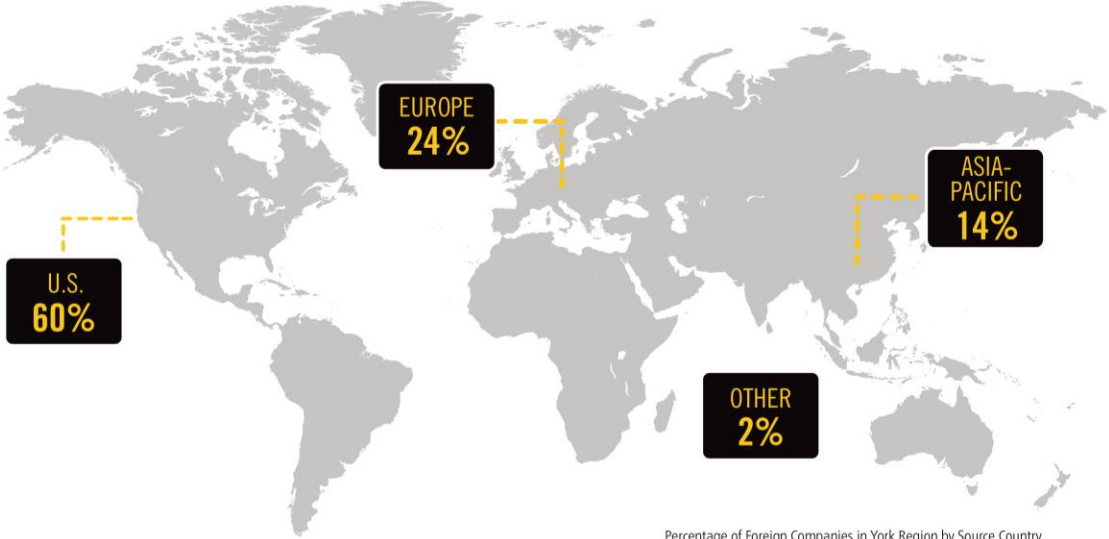 EUROPE
24%
ASIA-
PACIFIC
14%
U.S.
60%
OTHER
2%
Percentage of Foreign Companies in York Region by Source Country